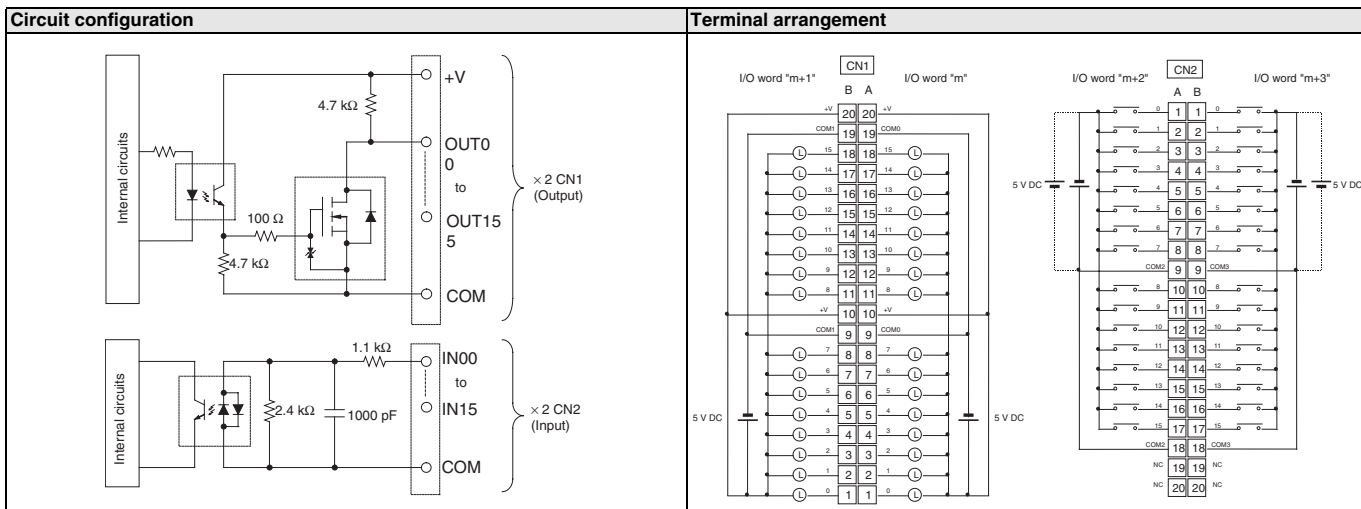 Circuit configuration
Internal circuits
+V
4.7 kΩ
OUT0
0
to
100 Ω
OUT15
5
4.7 kΩ
COM
× 2 CN1
(Output)
Internal circuits
1.1 kΩ
IN00
to
2.4 kΩ
1000 pF
IN15
COM
× 2 CN2
(Input)
Terminal arrangement
I/O word "m+1" CN1 I/O word "m"
B A
+V 20 20 +V
COM1 19 19 COM0
L 15 18 18 15 L
L 14 17 17 14 L
L 13 16 16 13 L
L 12 15 15 12 L
L 11 14 14 11 L
L 10 13 13 10 L
L 9 12 12 9 L
L 8 11 11 8 L
+V 10 10 +V
COM1 9 9 COM0
L 7 8 8 7 L
L 6 7 7 6 L
L 5 6 6 5 L
5 V DC L 4 5 5 4 L 5 V DC
L 3 4 4 3 L
L 2 3 3 2 L
L 1 2 2 1 L
L 0 1 1 0 L
I/O word "m+2" CN2 I/O word "m+3"
A B
0 1 1 0
1 2 2 1
2 3 3 2
3 4 4 3
5 V DC 4 5 5 4 5 V DC
5 6 6 5
6 7 7 6
7 8 8 7
COM2 9 9 COM3
8 10 10 8
9 11 11 9
10 12 12 10
11 13 13 11
12 14 14 12
13 15 15 13
14 16 16 14
15 17 17 15
COM2 18 18 COM3
NC 19 19 NC
NC 20 20 NC